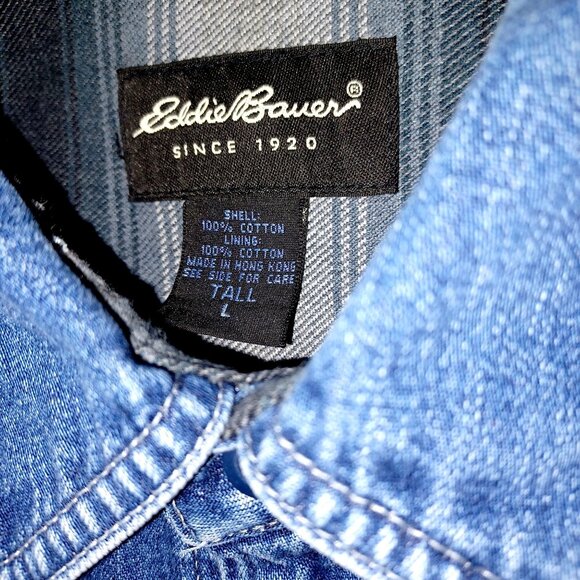 Eddie Bauer®
SINCE 1920
SHELL:
100% COTTON
LINING:
100% COTTON
MADE IN HONG KONG
SEE SIDE FOR CARE
TALL
L